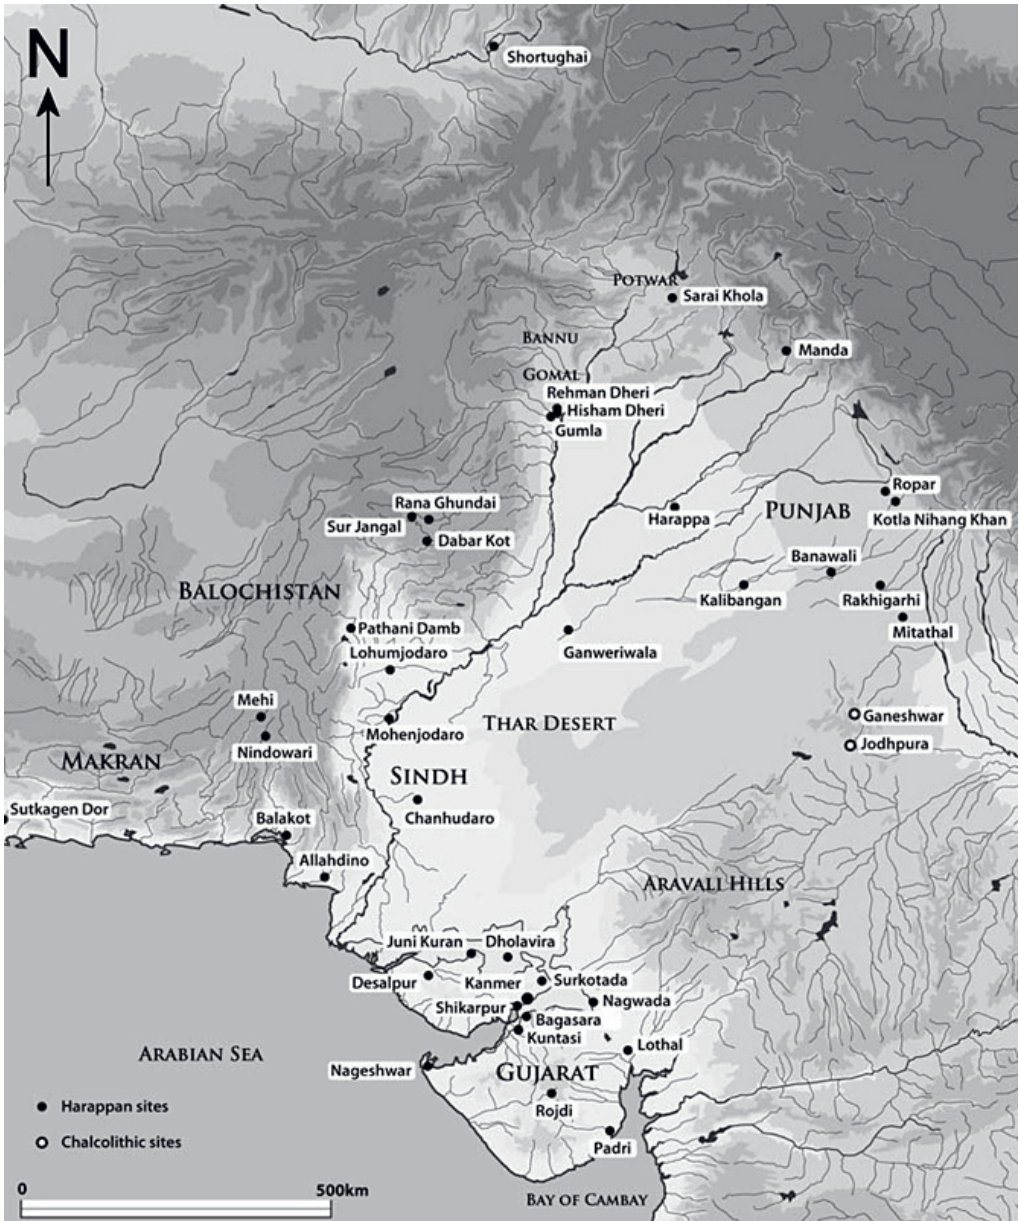 N
Shortughai
Potwar
Sarai Khola
Bannu
Manda
Gomal
Rehman Dheri
Hisham Dheri
Gumla
Ropar
Rana Ghundai
Harappa
Punjab
Kotla Nihang Khan
Sur Jangal
Dabar Kot
Banawali
Balochistan
Kalibangan
Rakhigarhi
Pathani Damb
Mitathal
Lohumjodaro
Ganweriwala
Mehi
Ganeshwar
Thar Desert
Mohenjodaro
Nindowari
Jodhpura
Makran
Sindh
Sutkagen Dor
Balakot
Chanhudaro
Allahdino
Aravali Hills
Juni Kuran
Dholavira
Desalpur
Kanmer
Surkotada
Shikarpur
Nagwada
Bagasara
Kuntasi
Lothal
Arabian Sea
Nageshwar
Gujarat
Harappan sites
Rojdi
Chalcolithic sites
Padri
0 500km
Bay of Cambay